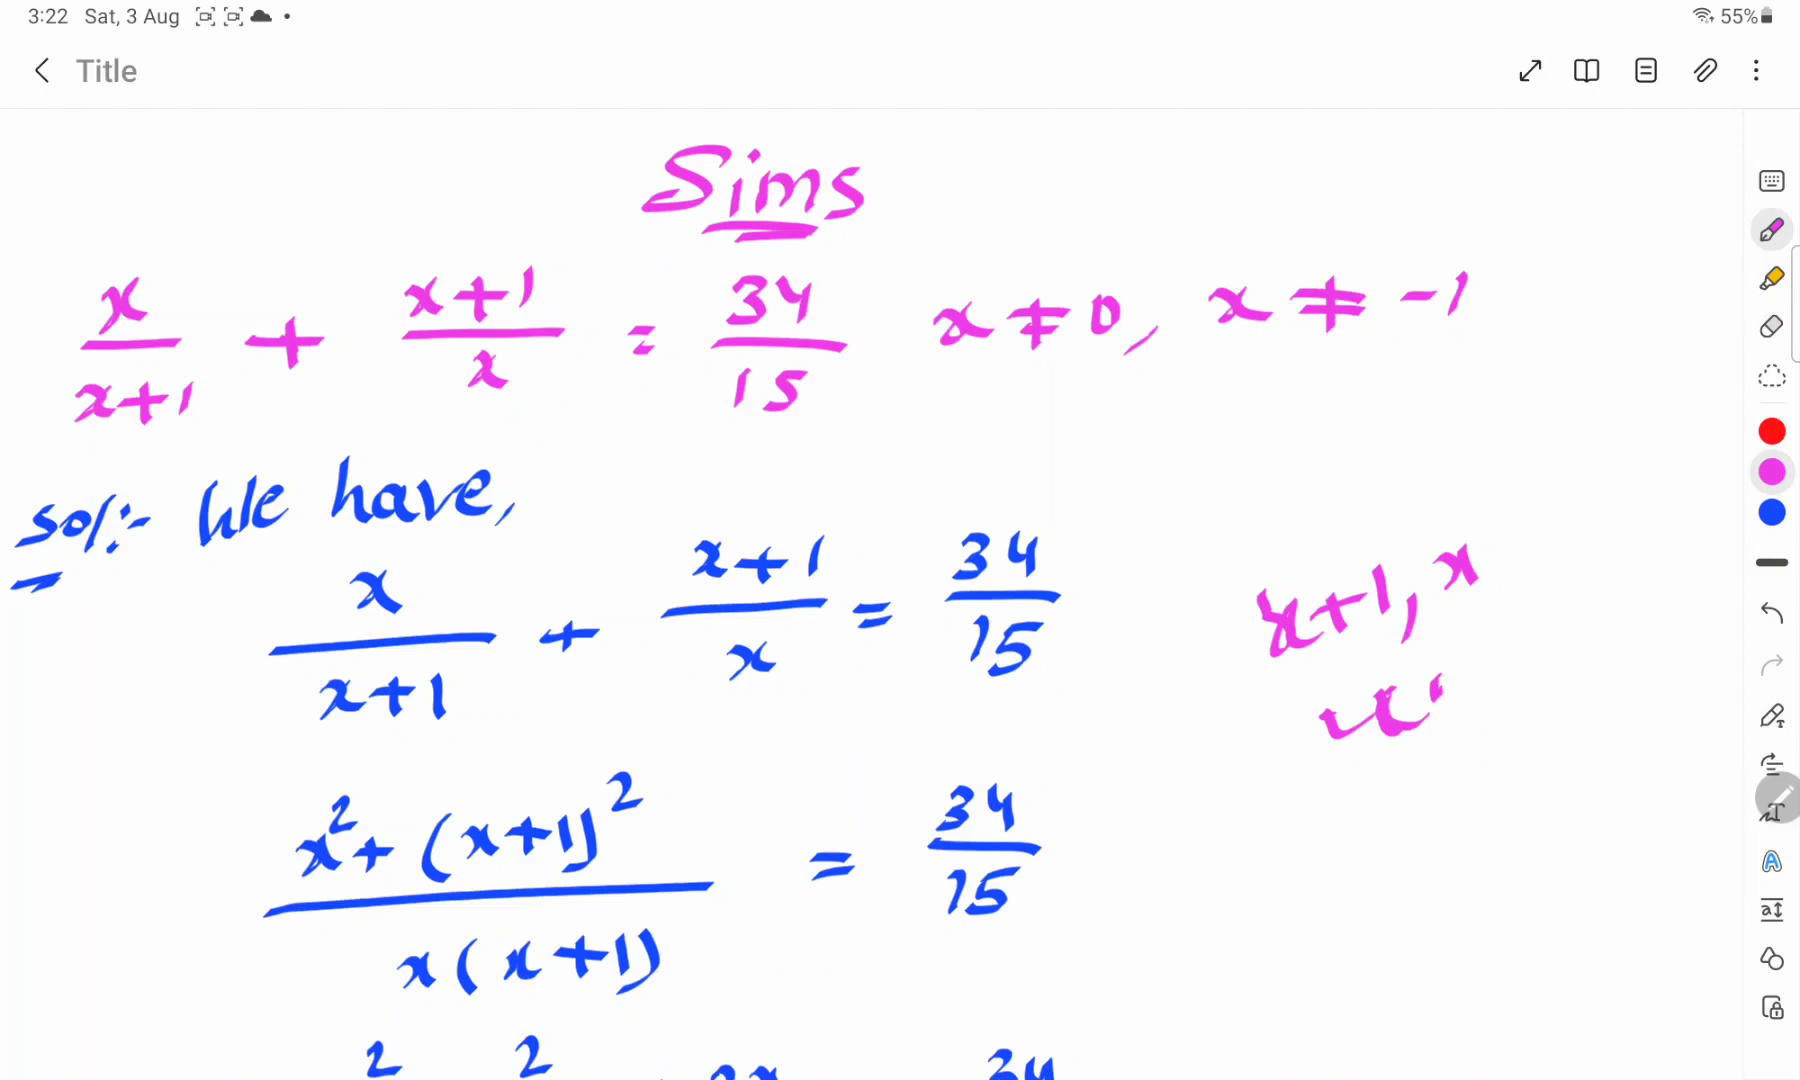 3:22 Sat, 3 Aug 55%
Title
Sims
x/(x+1) + (x+1)/x = 34/15 x ≠ 0, x ≠ -1
Sol:- We have,
x/(x+1) + (x+1)/x = 34/15
x+1, x
(x² + (x+1)²)/(x(x+1)) = 34/15